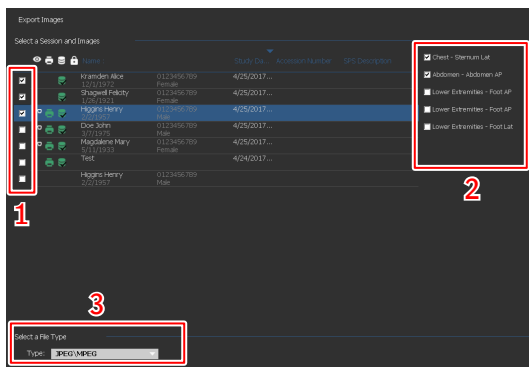 Export Images
Select a Session and Images
Name Study Da... Accession Number SPS Description
Kramden Alice 0123456789 4/25/2017...
12/1/1972 Female
Shagwell Felicity 0123456789 4/25/2017...
1/26/1921 Female
Higgins Henry 0123456789 4/25/2017...
2/2/1957 Male
Doe John 0123456789 4/25/2017...
3/7/1975 Male
Magdalene Mary 0123456789 4/25/2017...
5/11/1933 Female
Test 4/24/2017...
Higgins Henry 0123456789
2/2/1957 Male
1
Chest - Sternum Lat
Abdomen - Abdomen AP
Lower Extremities - Foot AP
Lower Extremities - Foot AP
Lower Extremities - Foot Lat
2
3
Select a File Type
Type: JPEG\MPEG